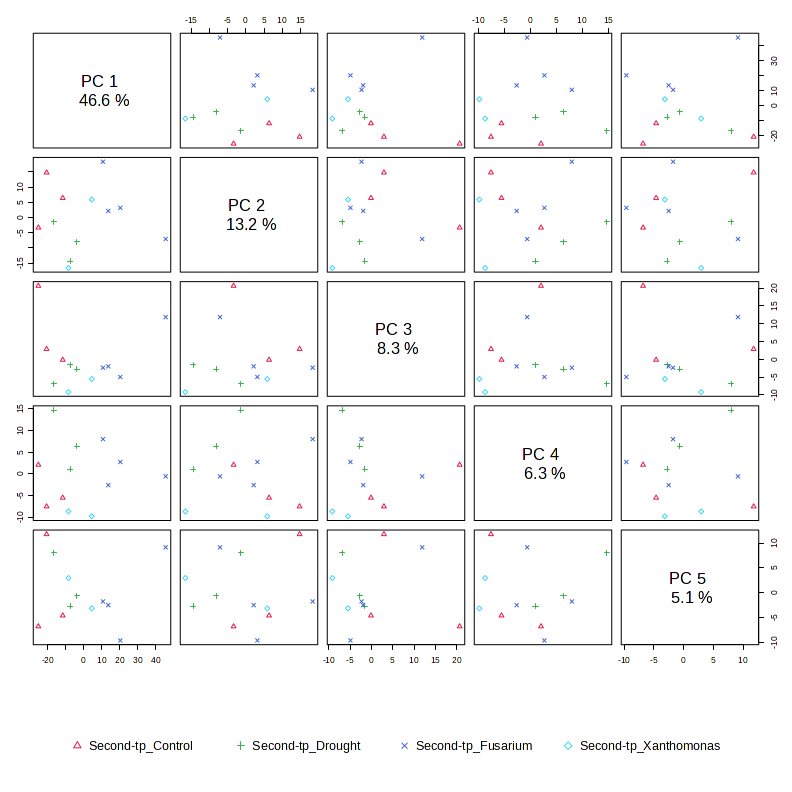 -15 -5 0 5 10 15
-10 -5 0 5 10 15
PC 1
46.6 %
-20 0 10 30
PC 2
13.2 %
-15 -5 0 5 10
PC 3
8.3 %
-10 -5 0 5 10 15 20
PC 4
6.3 %
-10 -5 0 5 10 15
PC 5
5.1 %
-10 -5 0 5 10
-20 0 10 20 30 40
-10 -5 0 5 10 15 20
-10 -5 0 5 10
Second-tp_Control
Second-tp_Drought
Second-tp_Fusarium
Second-tp_Xanthomonas